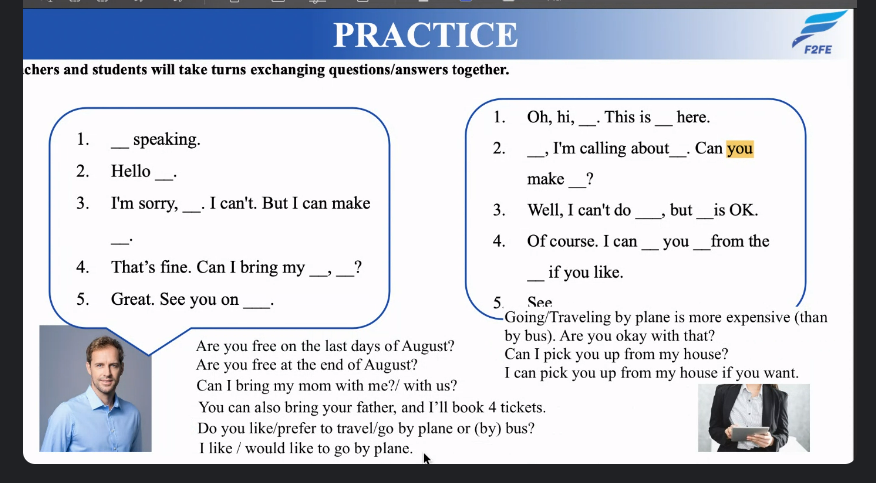 PRACTICE
F2FE
chers and students will take turns exchanging questions/answers together.
1. __ speaking.
2. Hello __.
3. I'm sorry, __. I can't. But I can make
__.
4. That’s fine. Can I bring my __, __?
5. Great. See you on ___.
1. Oh, hi, __. This is __ here.
2. __, I'm calling about__. Can you
make __?
3. Well, I can't do ___, but __is OK.
4. Of course. I can __ you __from the
__ if you like.
5. See
Are you free on the last days of August?
Are you free at the end of August?
Can I bring my mom with me?/ with us?
You can also bring your father, and I’ll book 4 tickets.
Do you like/prefer to travel/go by plane or (by) bus?
I like / would like to go by plane.
Going/Traveling by plane is more expensive (than
by bus). Are you okay with that?
Can I pick you up from my house?
I can pick you up from my house if you want.